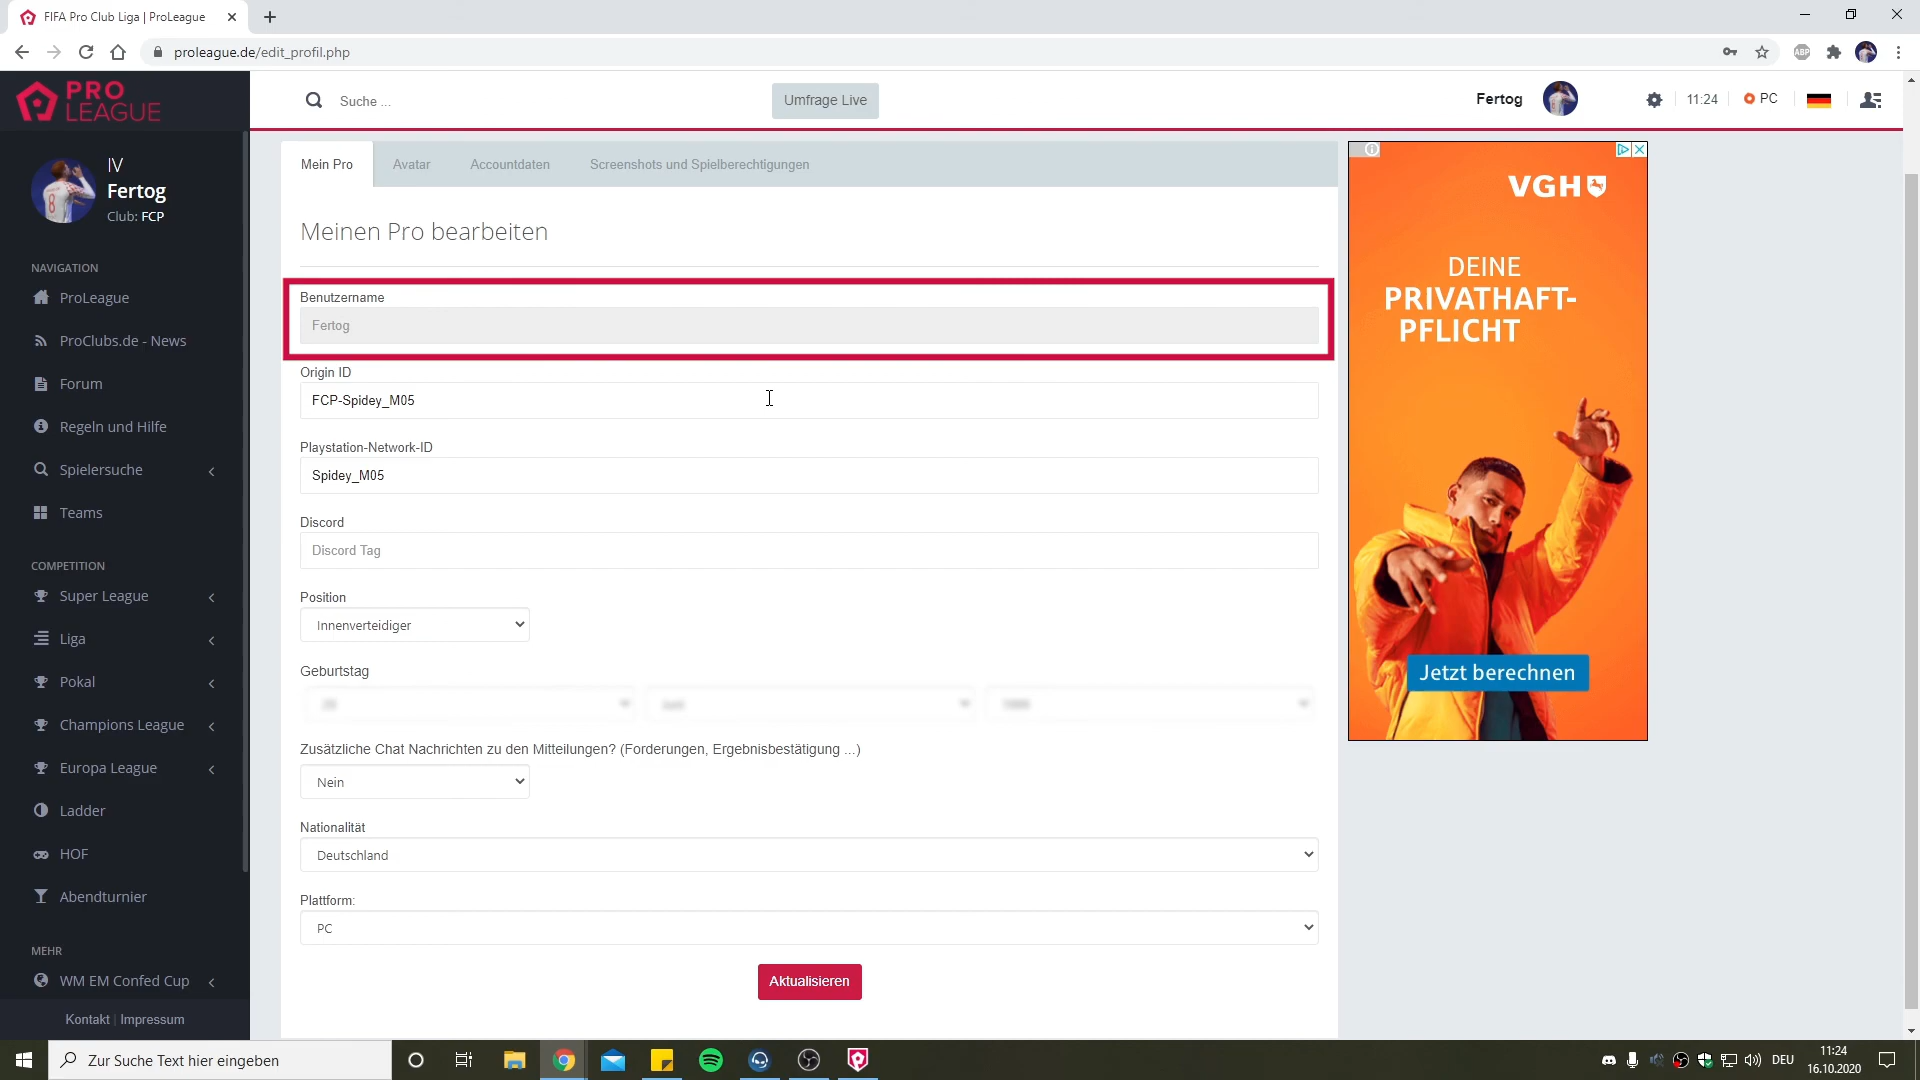 FIFA Pro Club Liga | ProLeague
proleague.de/edit_profil.php
ABP
PRO
LEAGUE
Suche ...
Umfrage Live
Fertog
11:24
PC
IV
Fertog
Club: FCP
NAVIGATION
ProLeague
ProClubs.de - News
Forum
Regeln und Hilfe
Spielersuche
Teams
COMPETITION
Super League
Liga
Pokal
Champions League
Europa League
Ladder
HOF
Abendturnier
MEHR
WM EM Confed Cup
Kontakt | Impressum
Mein Pro
Avatar
Accountdaten
Screenshots und Spielberechtigungen
Meinen Pro bearbeiten
Benutzername
Fertog
Origin ID
FCP-Spidey_M05
Playstation-Network-ID
Spidey_M05
Discord
Discord Tag
Position
Innenverteidiger
Geburtstag
Zusätzliche Chat Nachrichten zu den Mitteilungen? (Forderungen, Ergebnisbestätigung ...)
Nein
Nationalität
Deutschland
Plattform:
PC
Aktualisieren
VGH
DEINE
PRIVATHAFT-
PFLICHT
Jetzt berechnen
Zur Suche Text hier eingeben
DEU
11:24
16.10.2020